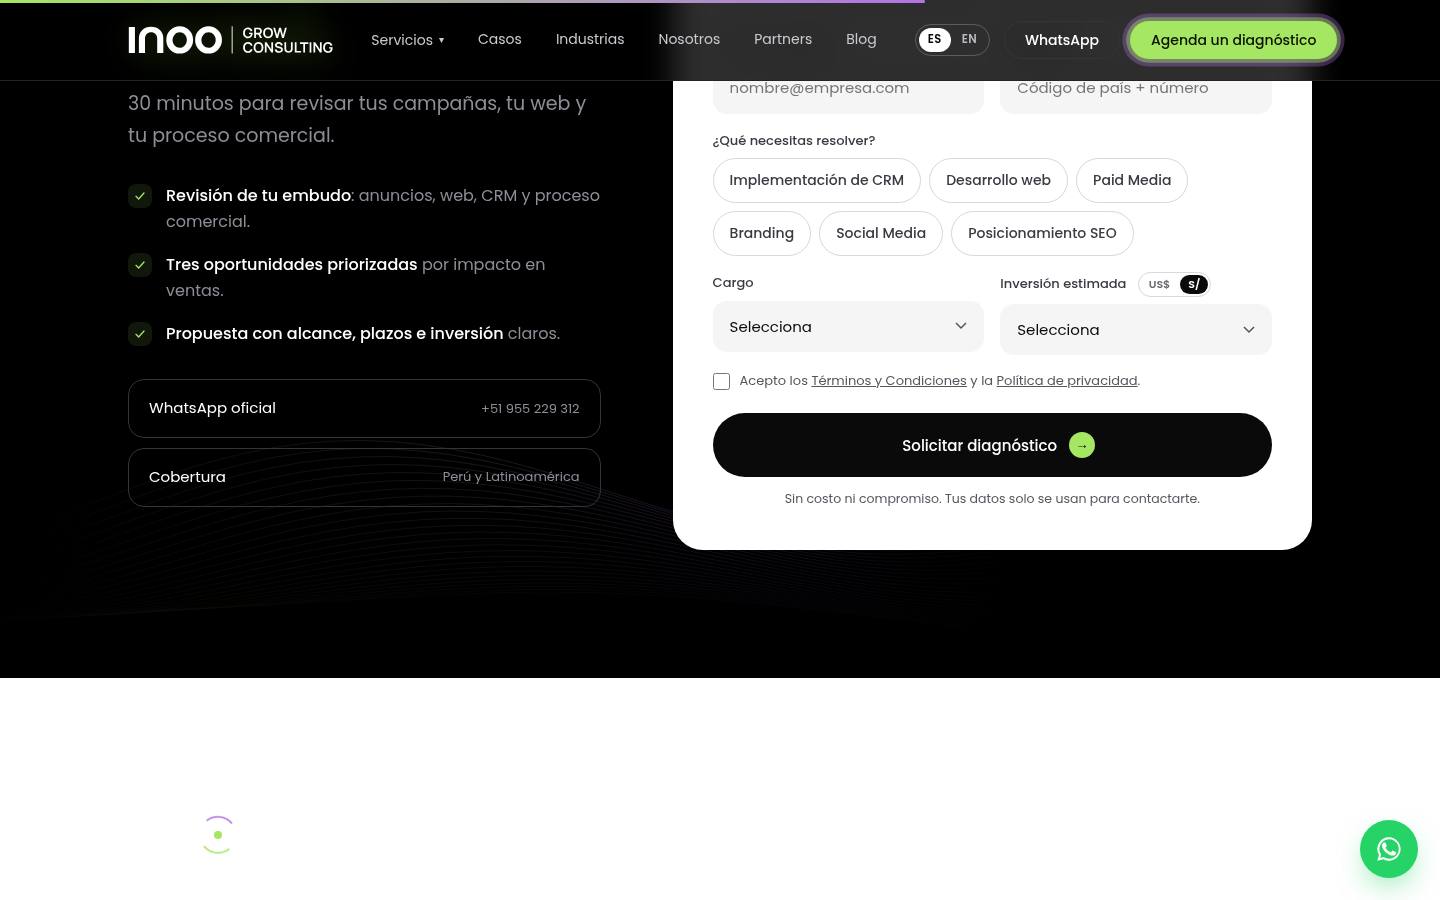 Inoo GROW CONSULTING
Servicios ▾
Casos
Industrias
Nosotros
Partners
Blog
ES EN
WhatsApp
Agenda un diagnóstico
30 minutos para revisar tus campañas, tu web y
tu proceso comercial.
Revisión de tu embudo: anuncios, web, CRM y proceso
comercial.
Tres oportunidades priorizadas por impacto en
ventas.
Propuesta con alcance, plazos e inversión claros.
WhatsApp oficial +51 955 229 312
Cobertura Perú y Latinoamérica
nombre@empresa.com
Código de país + número
¿Qué necesitas resolver?
Implementación de CRM
Desarrollo web
Paid Media
Branding
Social Media
Posicionamiento SEO
Cargo
Selecciona
Inversión estimada US$ S/
Selecciona
Acepto los Términos y Condiciones y la Política de privacidad.
Solicitar diagnóstico →
Sin costo ni compromiso. Tus datos solo se usan para contactarte.